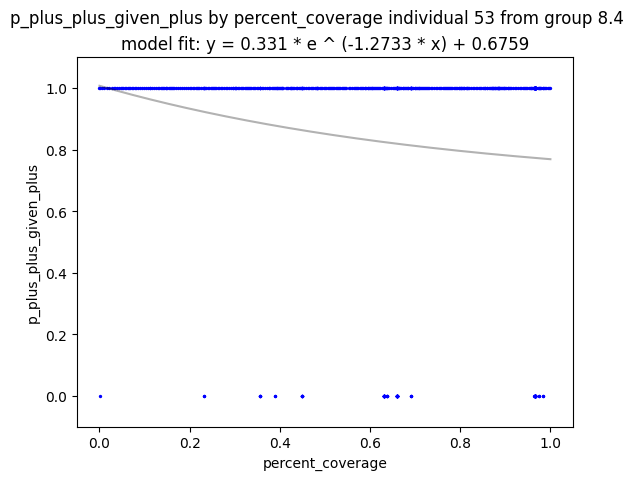 p_plus_plus_given_plus by percent_coverage individual 53 from group 8.4
model fit: y = 0.331 * e ^ (-1.2733 * x) + 0.6759
1.0
0.8
0.6
0.4
0.2
0.0
p_plus_plus_given_plus
0.0 0.2 0.4 0.6 0.8 1.0
percent_coverage